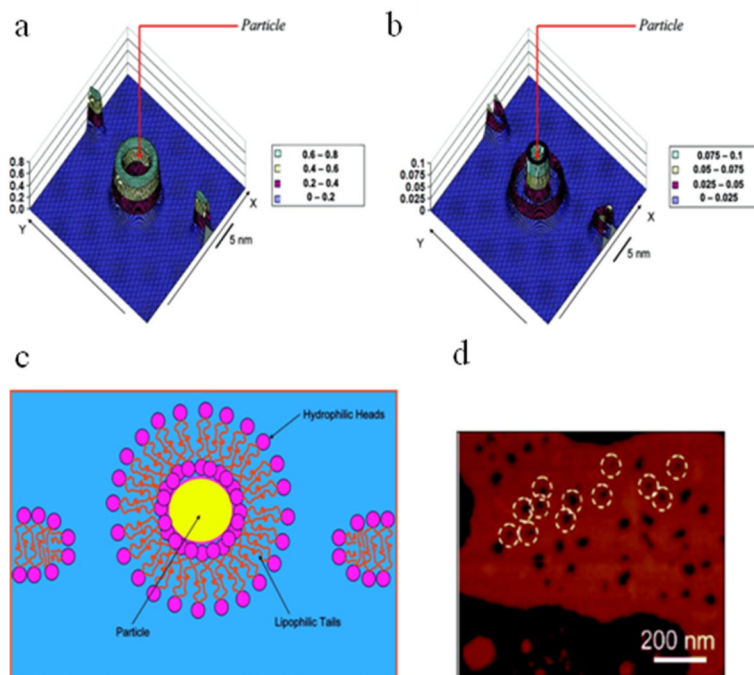 a
Particle
0.8
0.6
0.4
0.2
0.0
Y
X
5 nm
0.6 – 0.8
0.4 – 0.6
0.2 – 0.4
0 – 0.2
b
Particle
0.1
0.075
0.05
0.025
0
Y
X
5 nm
0.075 – 0.1
0.05 – 0.075
0.025 – 0.05
0 – 0.025
c
Hydrophilic Heads
Particle
Lipophilic Tails
d
200 nm